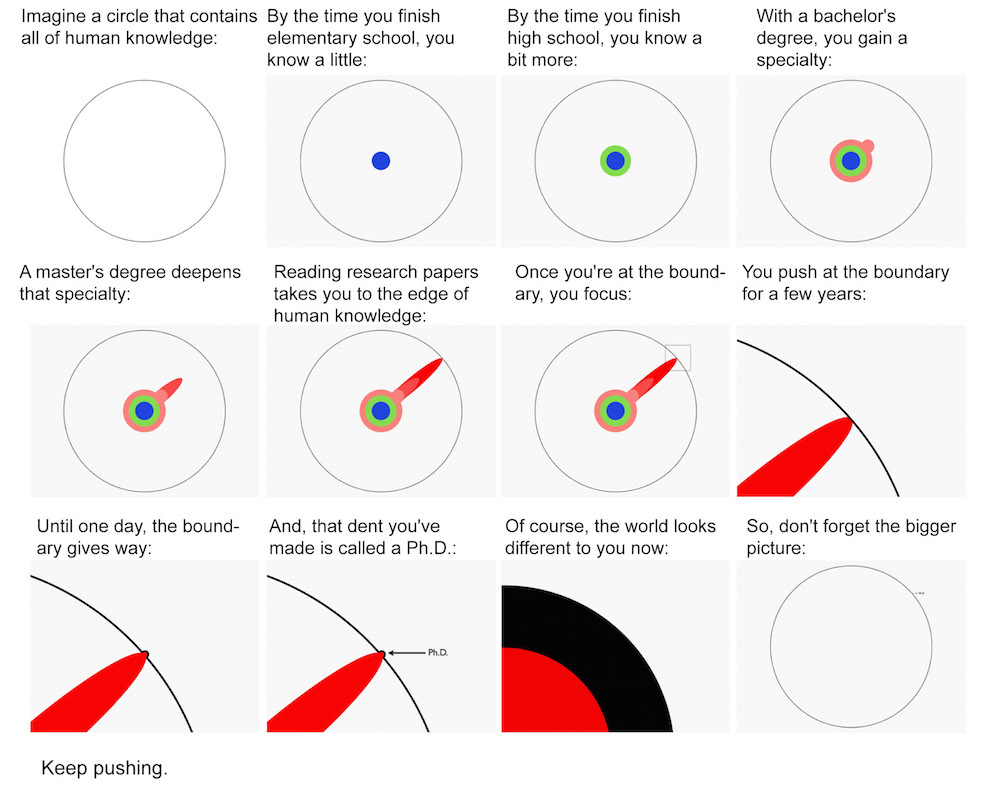 Imagine a circle that contains
all of human knowledge:
By the time you finish
elementary school, you
know a little:
By the time you finish
high school, you know a
bit more:
With a bachelor's
degree, you gain a
specialty:
A master's degree deepens
that specialty:
Reading research papers
takes you to the edge of
human knowledge:
Once you're at the bound-
ary, you focus:
You push at the boundary
for a few years:
Until one day, the bound-
ary gives way:
And, that dent you've
made is called a Ph.D.:
Ph.D.
Of course, the world looks
different to you now:
So, don't forget the bigger
picture:
Keep pushing.